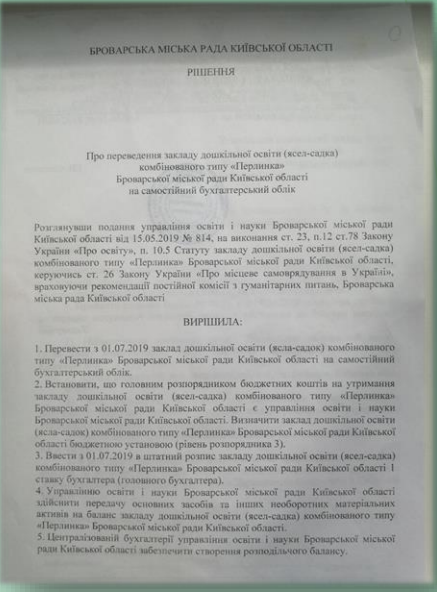 БРОВАРСЬКА МІСЬКА РАДА КИЇВСЬКОЇ ОБЛАСТІ
РІШЕННЯ
Про переведення закладу дошкільної освіти (ясел-садка)
комбінованого типу «Перлинка»
Броварської міської ради Київської області
на самостійний бухгалтерський облік
Розглянувши подання управління освіти і науки Броварської міської ради
Київської області від 15.05.2019 № 814, на виконання ст. 23, п.12 ст.78 Закону
України «Про освіту», п. 10.5 Статуту закладу дошкільної освіти (ясел-садка)
комбінованого типу «Перлинка» Броварської міської ради Київської області,
керуючись ст. 26 Закону України «Про місцеве самоврядування в Україні»,
враховуючи рекомендації постійної комісії з гуманітарних питань, Броварська
міська рада Київської області
ВИРІШИЛА:
1. Перевести з 01.07.2019 заклад дошкільної освіти (ясла-садок) комбінованого
типу «Перлинка» Броварської міської ради Київської області на самостійний
бухгалтерський облік.
2. Встановити, що головним розпорядником бюджетних коштів на утримання
закладу дошкільної освіти (ясел-садка) комбінованого типу «Перлинка»
Броварської міської ради Київської області є управління освіти і науки
Броварської міської ради Київської області. Визначити заклад дошкільної освіти
(ясла-садок) комбінованого типу «Перлинка» Броварської міської ради Київської
області бюджетною установою (рівень розпорядника 3).
3. Ввести з 01.07.2019 в штатний розпис закладу дошкільної освіти (ясел-садка)
комбінованого типу «Перлинка» Броварської міської ради Київської області 1
ставку бухгалтера (головного бухгалтера).
4. Управлінню освіти і науки Броварської міської ради Київської області
здійснити передачу основних засобів та інших необоротних матеріальних
активів на баланс закладу дошкільної освіти (ясел-садка) комбінованого типу
«Перлинка» Броварської міської ради Київської області.
5. Централізованій бухгалтерії управління освіти і науки Броварської міської
ради Київської області забезпечити створення розподільчого балансу.